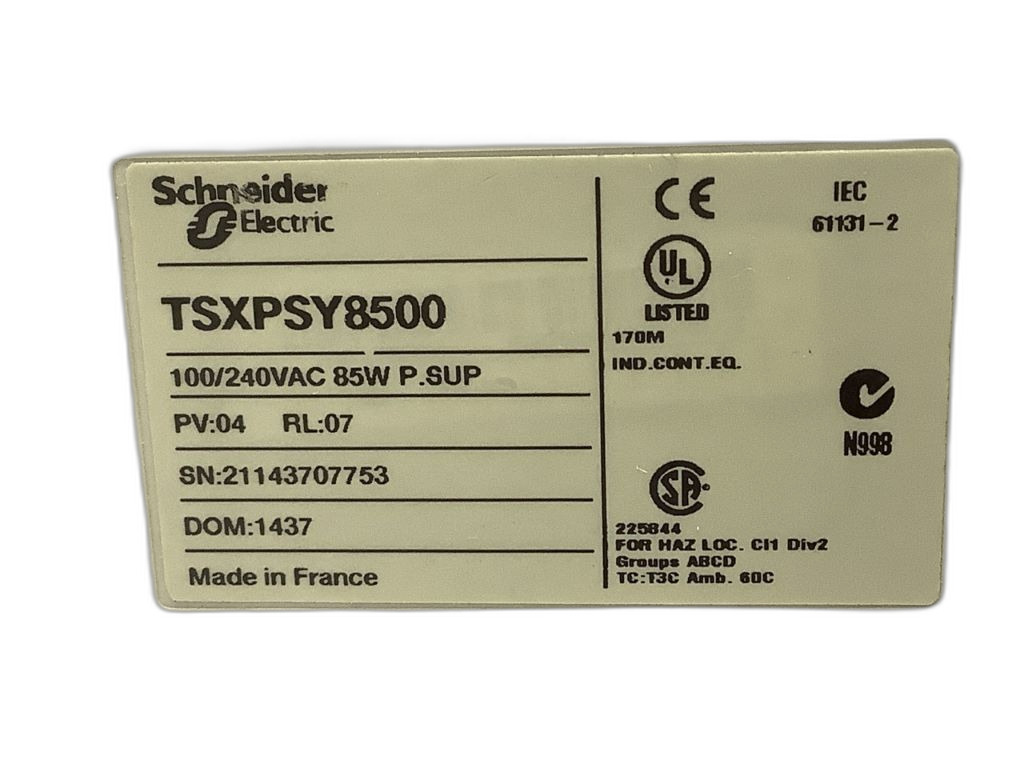 Schneider
Electric
TSXPSY8500
100/240VAC 85W P.SUP
PV:04 RL:07
SN:21143707753
DOM:1437
Made in France
CE
IEC
61131-2
UL
LISTED
170M
IND.CONT.EQ.
N998
SA
225844
FOR HAZ LOC. CI1 Div2
Groups ABCD
TC:T3C Amb. 60C